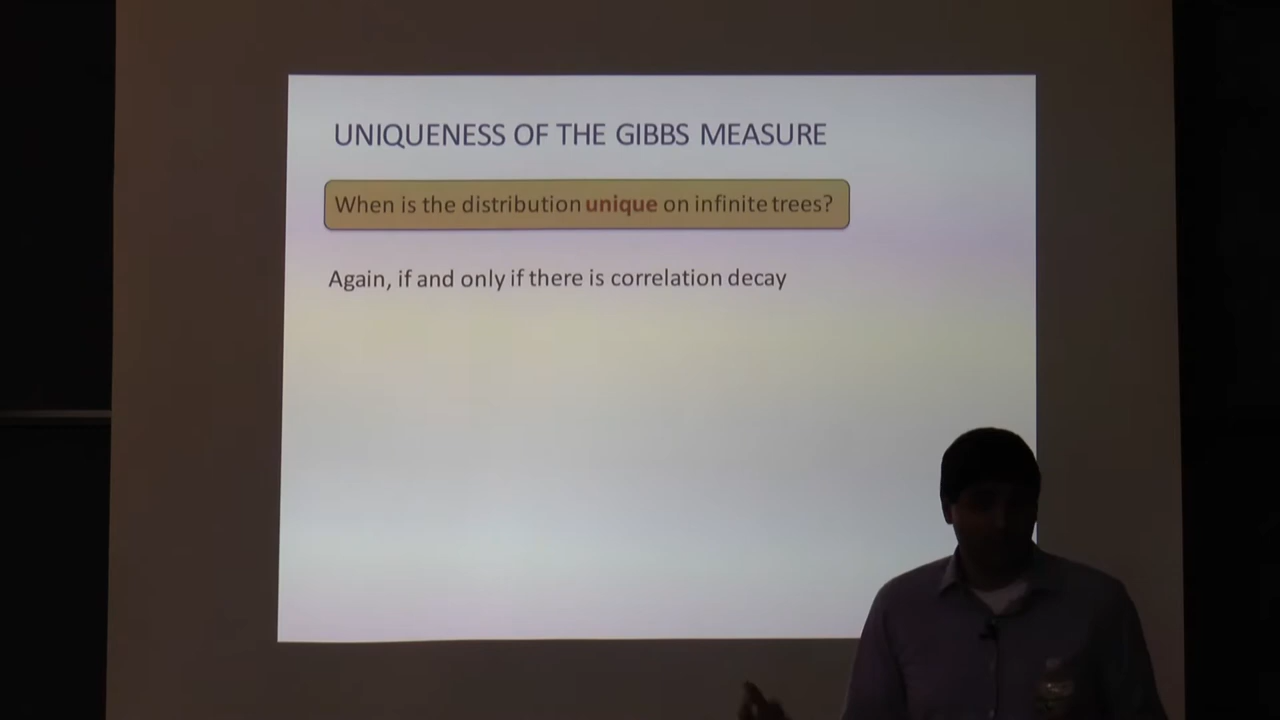 UNIQUENESS OF THE GIBBS MEASURE
When is the distribution unique on infinite trees?
Again, if and only if there is correlation decay